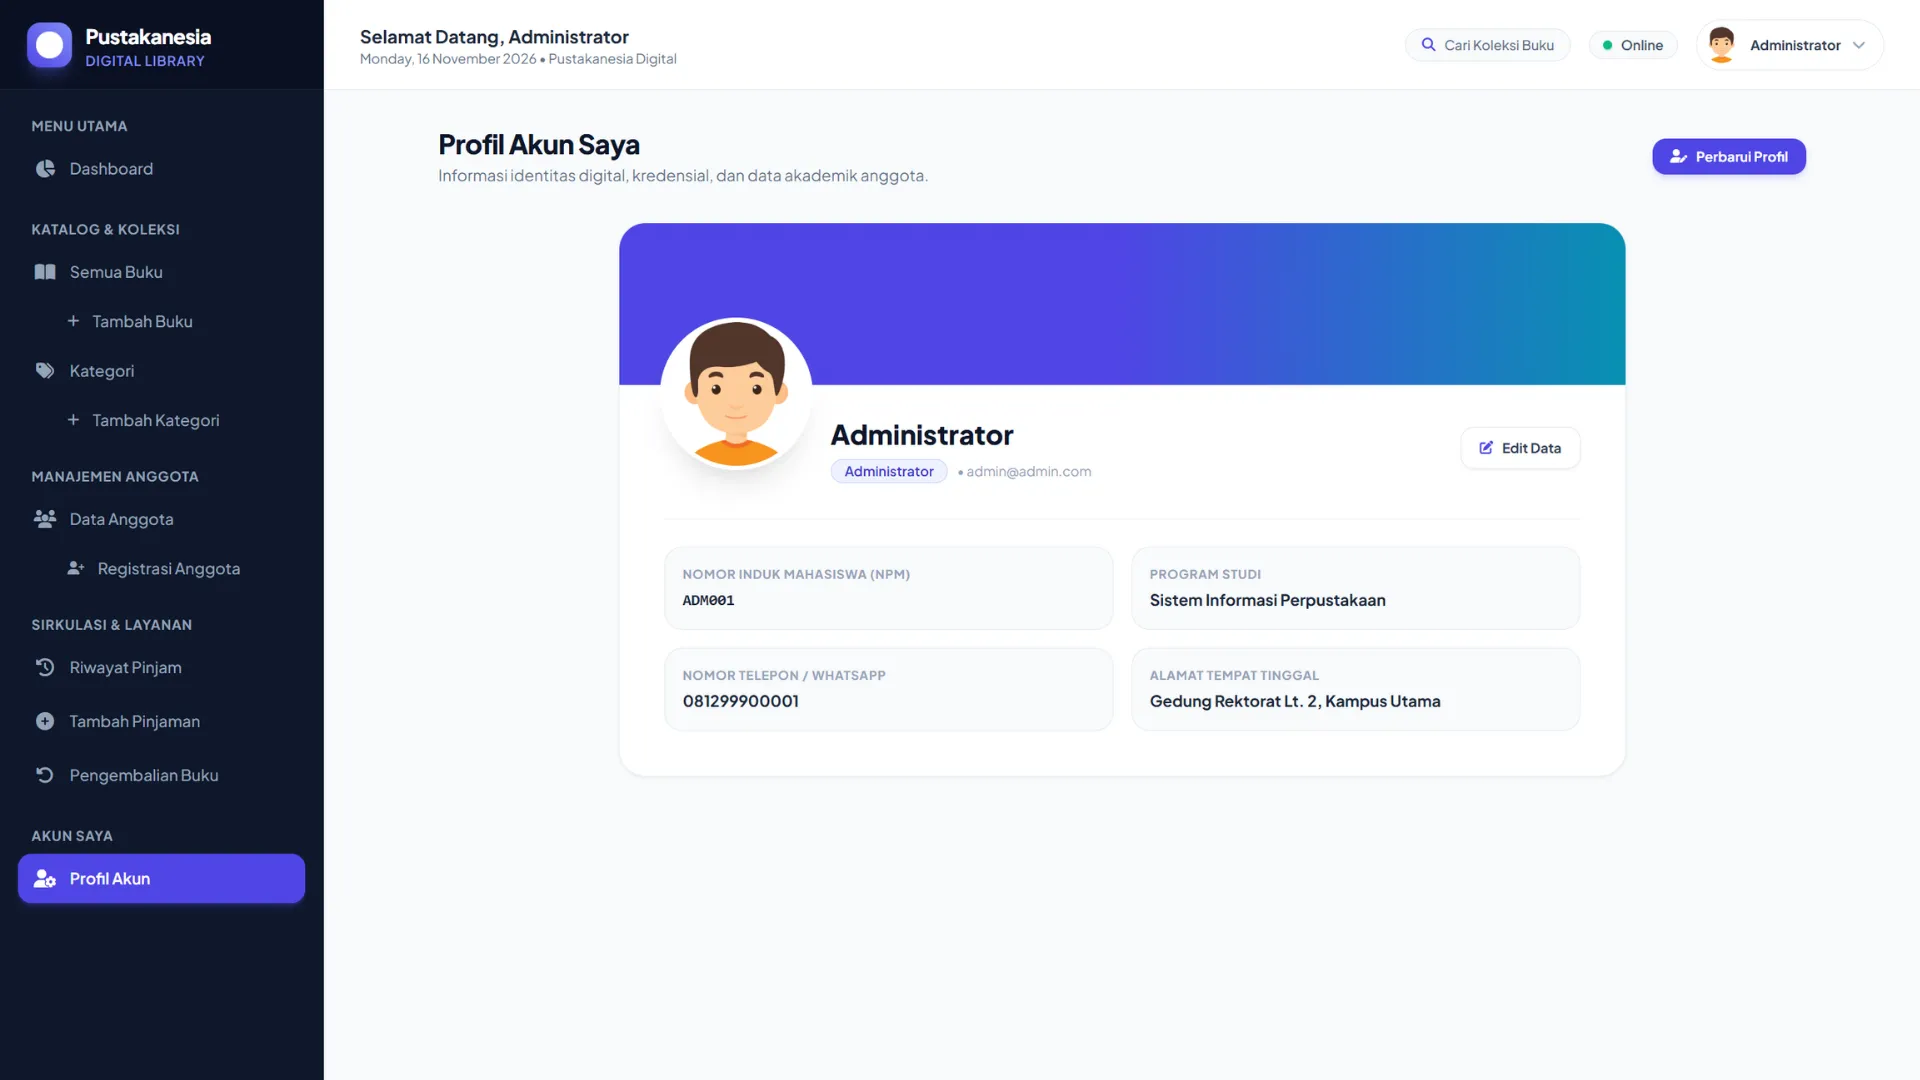 Pustakanesia
DIGITAL LIBRARY
MENU UTAMA
Dashboard
KATALOG & KOLEKSI
Semua Buku
Tambah Buku
Kategori
Tambah Kategori
MANAJEMEN ANGGOTA
Data Anggota
Registrasi Anggota
SIRKULASI & LAYANAN
Riwayat Pinjam
Tambah Pinjaman
Pengembalian Buku
AKUN SAYA
Profil Akun
Selamat Datang, Administrator
Monday, 16 November 2026 • Pustakanesia Digital
Cari Koleksi Buku
Online
Administrator
Profil Akun Saya
Informasi identitas digital, kredensial, dan data akademik anggota.
Perbarui Profil
Administrator
Administrator • admin@admin.com
Edit Data
NOMOR INDUK MAHASISWA (NPM)
ADM001
PROGRAM STUDI
Sistem Informasi Perpustakaan
NOMOR TELEPON / WHATSAPP
081299900001
ALAMAT TEMPAT TINGGAL
Gedung Rektorat Lt. 2, Kampus Utama